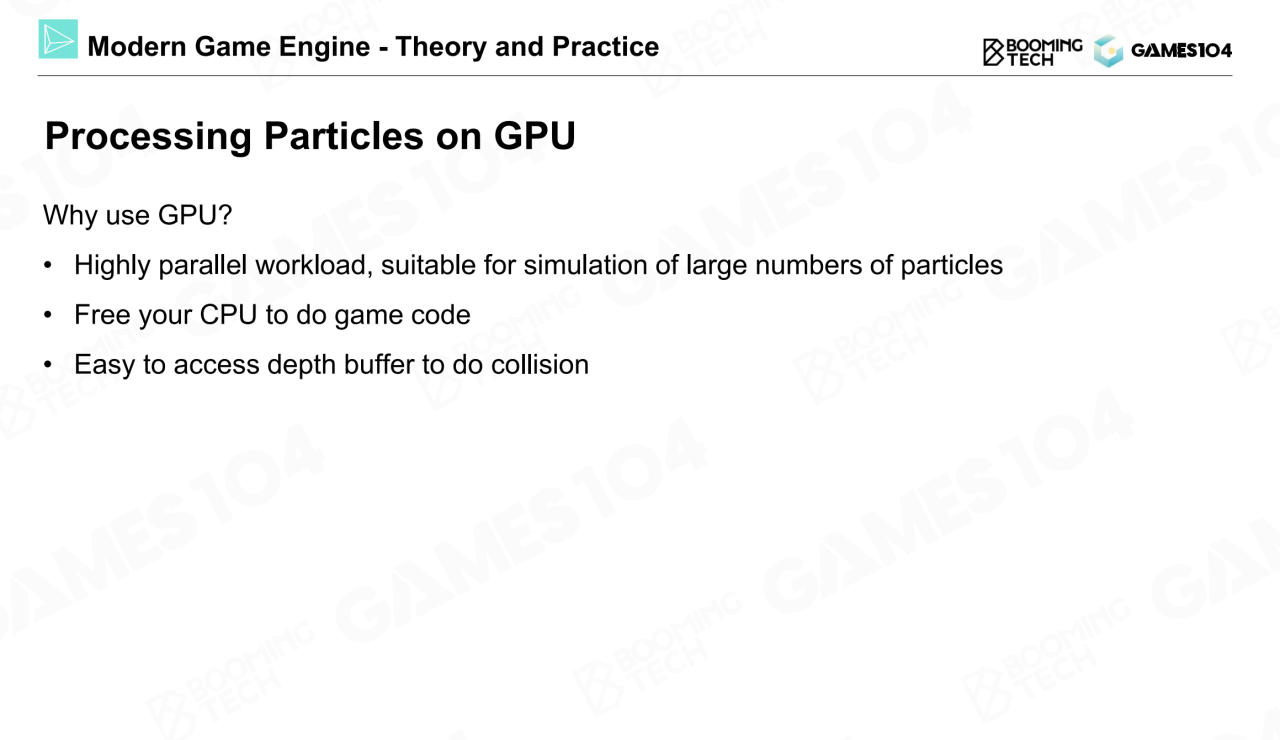 Modern Game Engine - Theory and Practice
BOOMING
TECH
GAMES104
Processing Particles on GPU
Why use GPU?
• Highly parallel workload, suitable for simulation of large numbers of particles
• Free your CPU to do game code
• Easy to access depth buffer to do collision